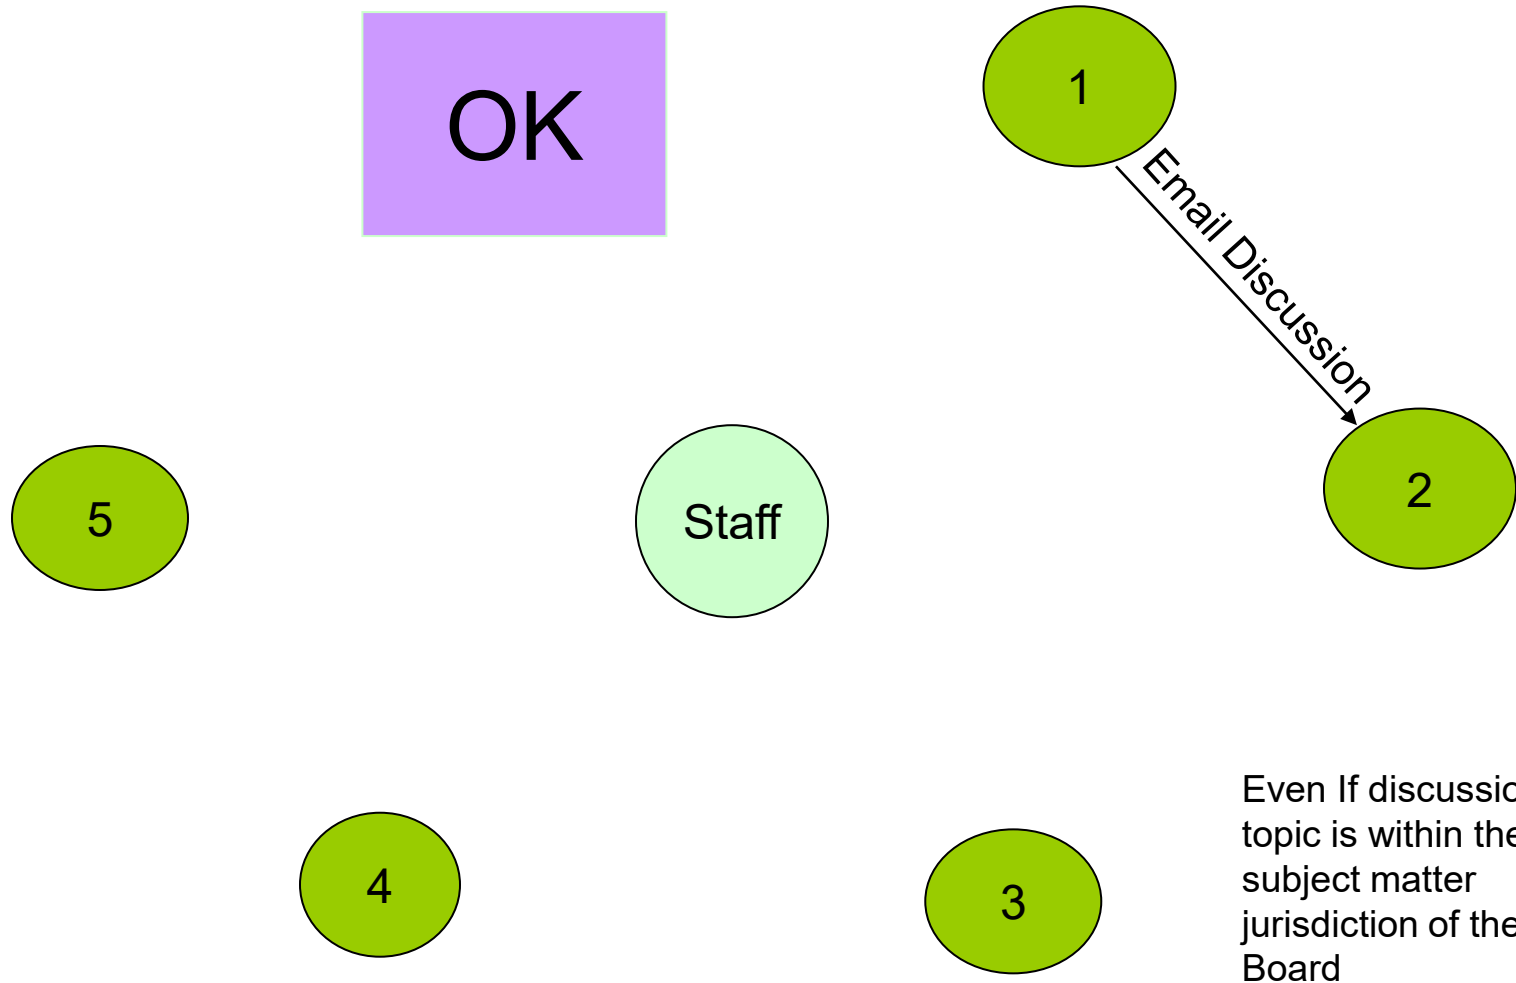 OK
1
Email Discussion
5
Staff
2
4
3
Even If discussio
topic is within the
subject matter
jurisdiction of the
Board